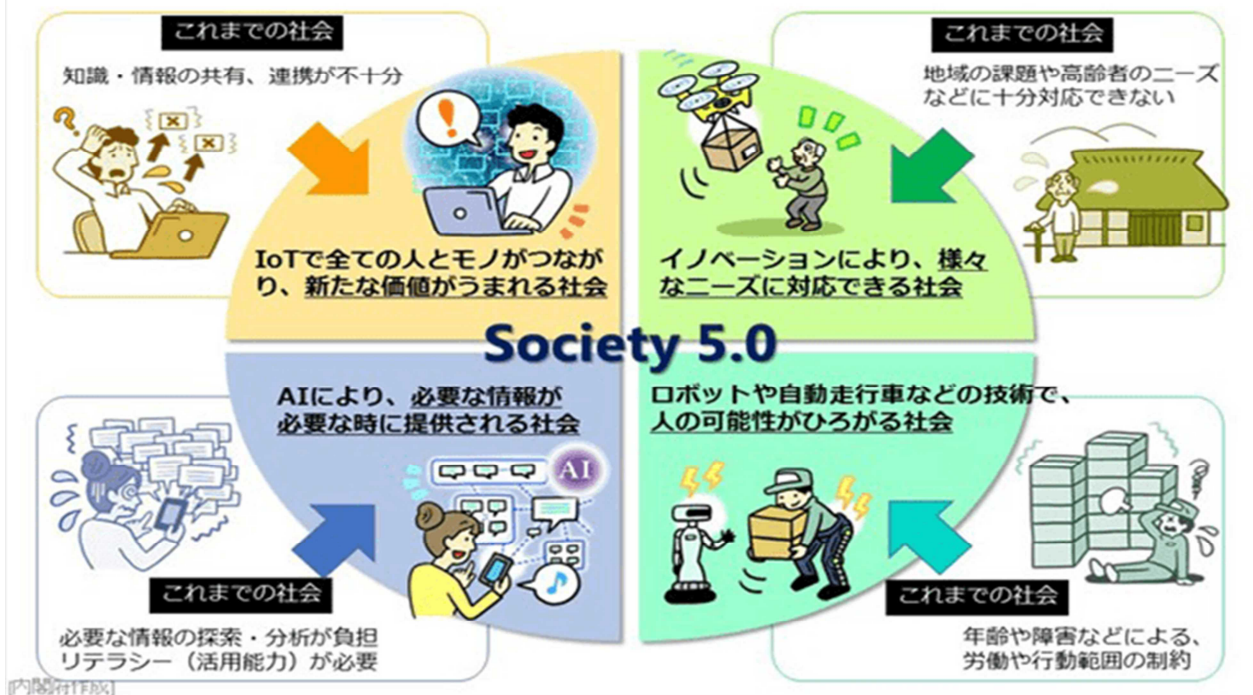 これまでの社会
知識・情報の共有、連携が不十分
IoTで全ての人とモノがつなが
り、新たな価値がうまれる社会
これまでの社会
地域の課題や高齢者のニーズ
などに十分対応できない
イノベーションにより、様々
なニーズに対応できる社会
Society 5.0
AIにより、必要な情報が
必要な時に提供される社会
AI
これまでの社会
必要な情報の探索・分析が負担
リテラシー（活用能力）が必要
ロボットや自動走行車などの技術で、
人の可能性がひろがる社会
これまでの社会
年齢や障害などによる、
労働や行動範囲の制約
[内閣府作成]